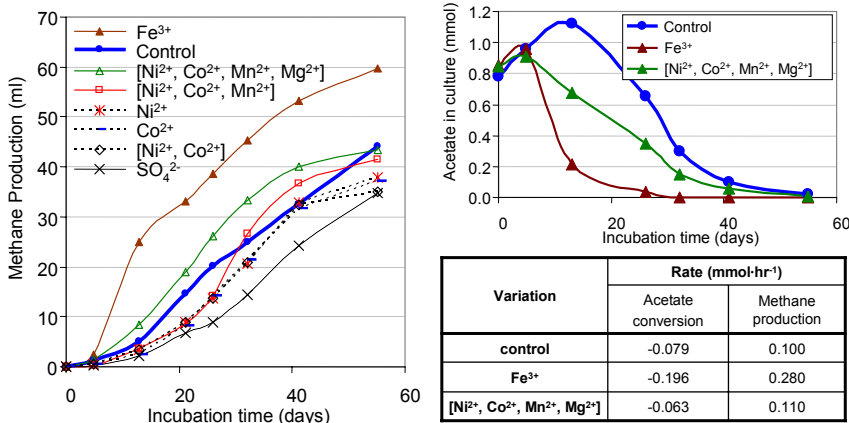 Methane Production (ml)
70
60
50
40
30
20
10
0
Fe³⁺
Control
[Ni²⁺, Co²⁺, Mn²⁺, Mg²⁺]
[Ni²⁺, Co²⁺, Mn²⁺]
Ni²⁺
Co²⁺
[Ni²⁺, Co²⁺]
SO₄²⁻
0 20 40 60
Incubation time (days)
Acetate in culture (mmol)
1.2
1.0
0.8
0.6
0.4
0.2
0.0
Control
Fe³⁺
[Ni²⁺, Co²⁺, Mn²⁺, Mg²⁺]
0 20 40 60
Incubation time (days)
Variation
Rate (mmol·hr⁻¹)
Acetate conversion
Methane production
control -0.079 0.100
Fe³⁺ -0.196 0.280
[Ni²⁺, Co²⁺, Mn²⁺, Mg²⁺] -0.063 0.110